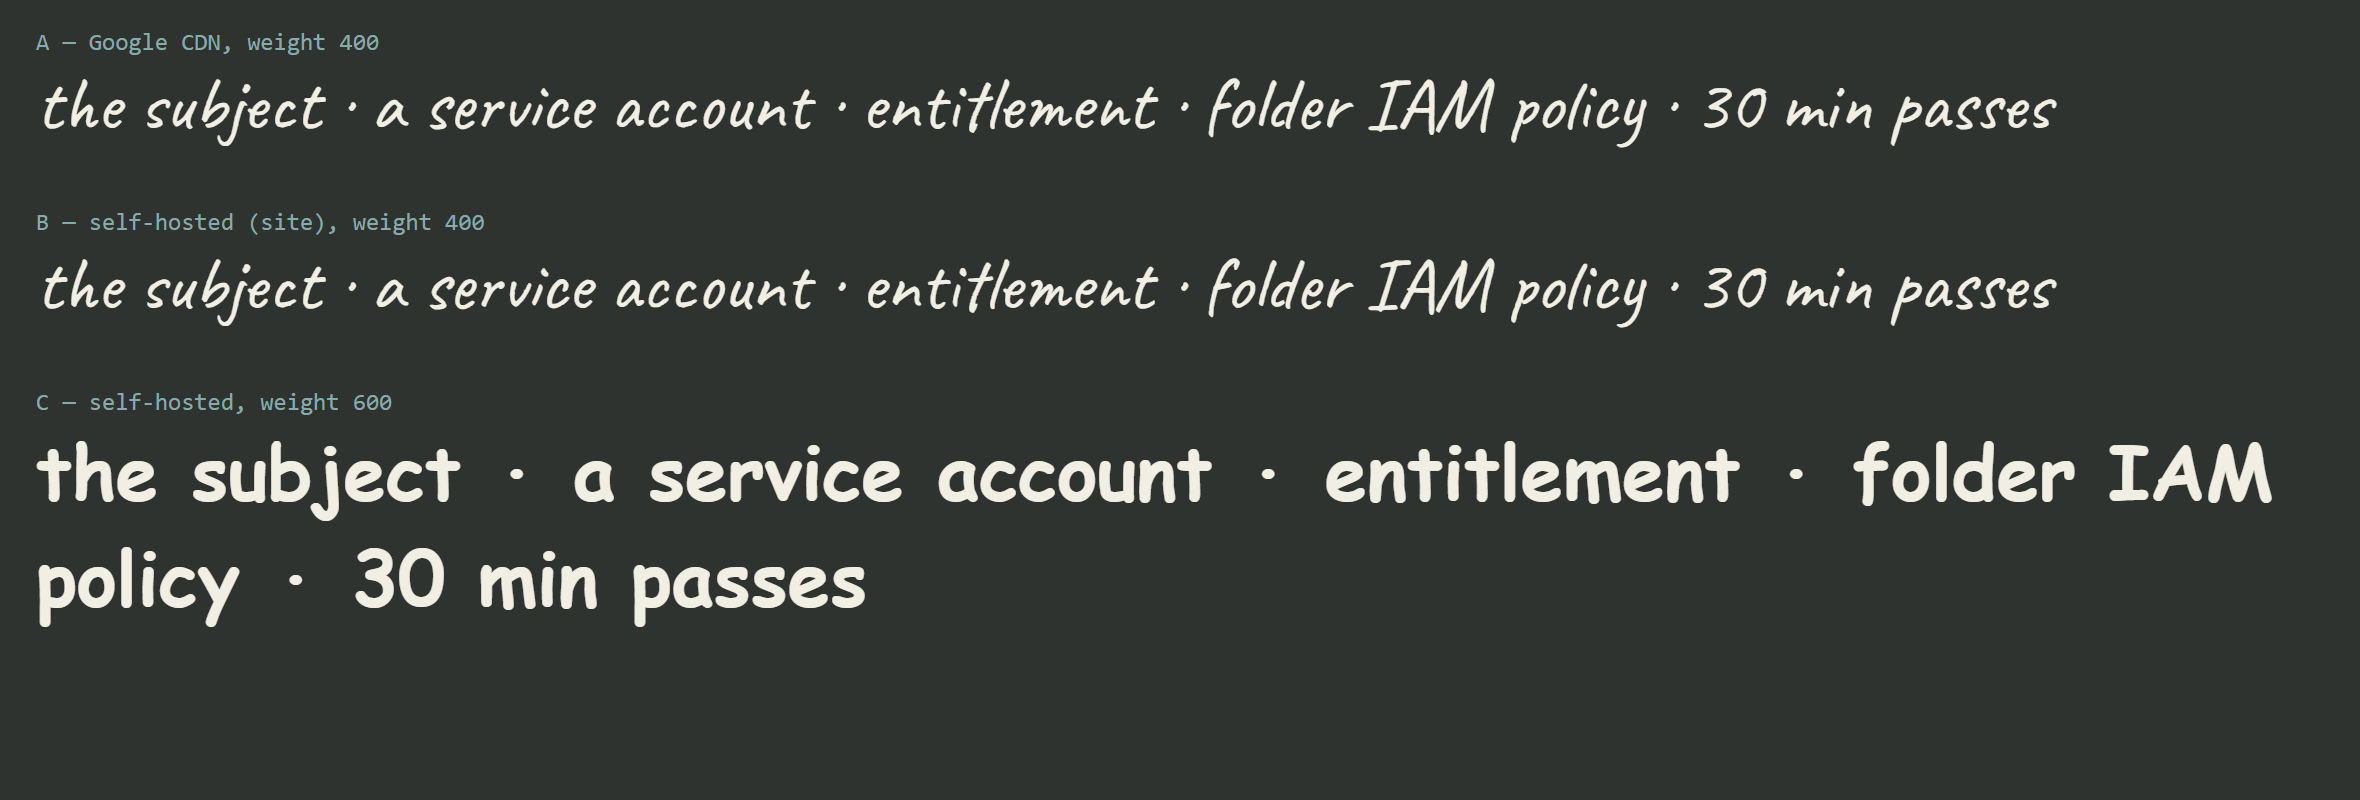 A — Google CDN, weight 400
the subject · a service account · entitlement · folder IAM policy · 30 min passes
B — self-hosted (site), weight 400
the subject · a service account · entitlement · folder IAM policy · 30 min passes
C — self-hosted, weight 600
the subject · a service account · entitlement · folder IAM
policy · 30 min passes